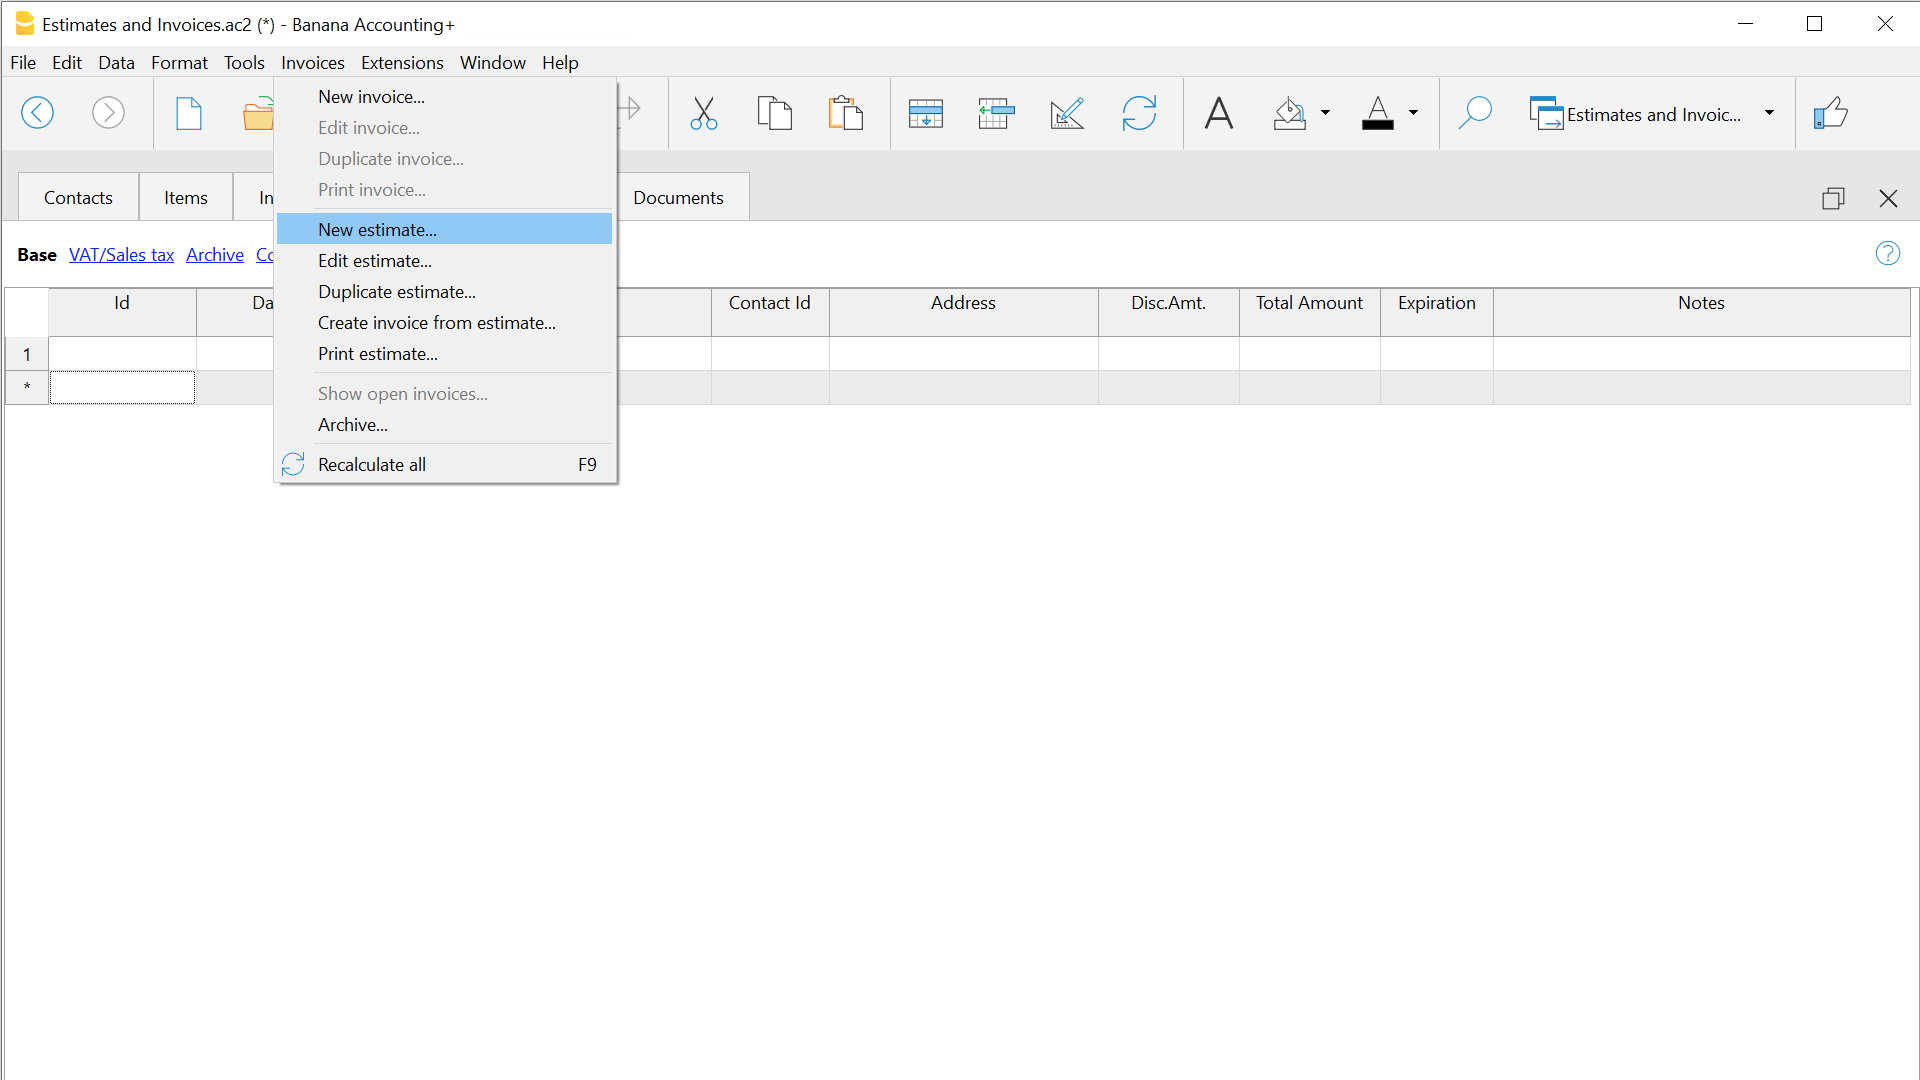 Estimates and Invoices.ac2 (*) - Banana Accounting+
File Edit Data Format Tools Invoices Extensions Window Help
Estimates and Invoic...
New invoice...
Edit invoice...
Duplicate invoice...
Print invoice...
New estimate...
Edit estimate...
Duplicate estimate...
Create invoice from estimate...
Print estimate...
Show open invoices...
Archive...
Recalculate all F9
Contacts Items In Documents
Base VAT/Sales tax Archive Co
Id Da Contact Id Address Disc.Amt. Total Amount Expiration Notes
1
*